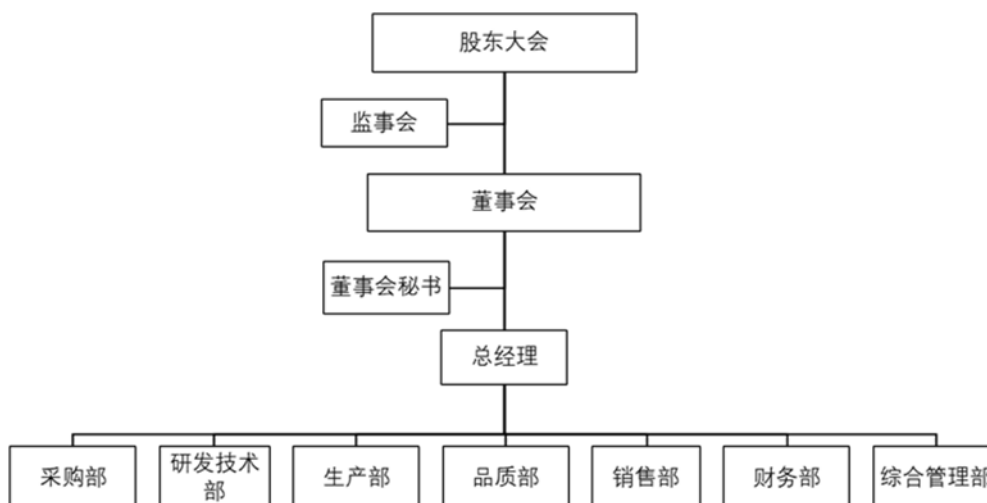 股东大会
监事会
董事会
董事会秘书
总经理
采购部
研发技术
部
生产部
品质部
销售部
财务部
综合管理部